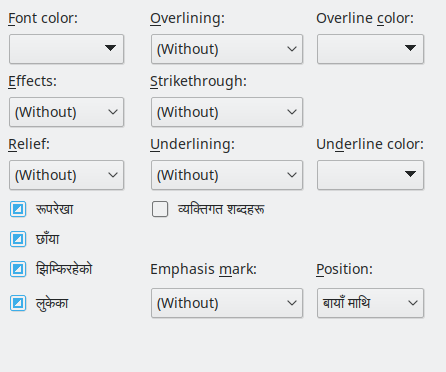 Font color: Overlining: Overline color:
(Without)
Effects: Strikethrough:
(Without) (Without)
Relief: Underlining: Underline color:
(Without) (Without)
रूपरेखा व्यक्तिगत शब्दहरू
छाँया
झिम्किरहेको Emphasis mark: Position:
लुकेका (Without) बायाँ माथि